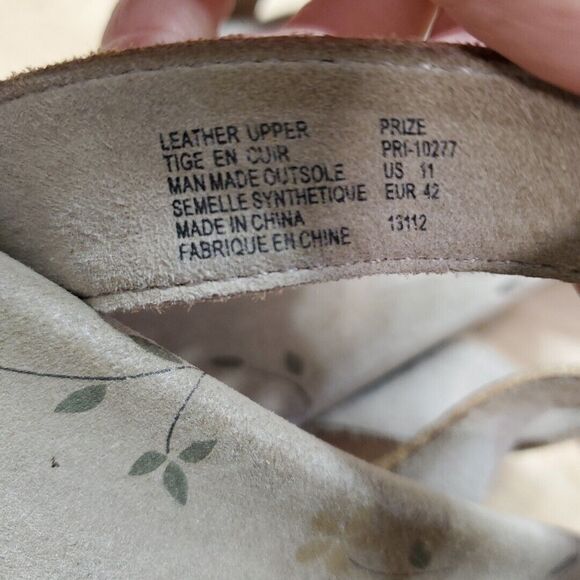 LEATHER UPPER PRIZE
TIGE EN CUIR PRI-10277
MAN MADE OUTSOLE US 11
SEMELLE SYNTHETIQUE EUR 42
MADE IN CHINA 13112
FABRIQUE EN CHINE